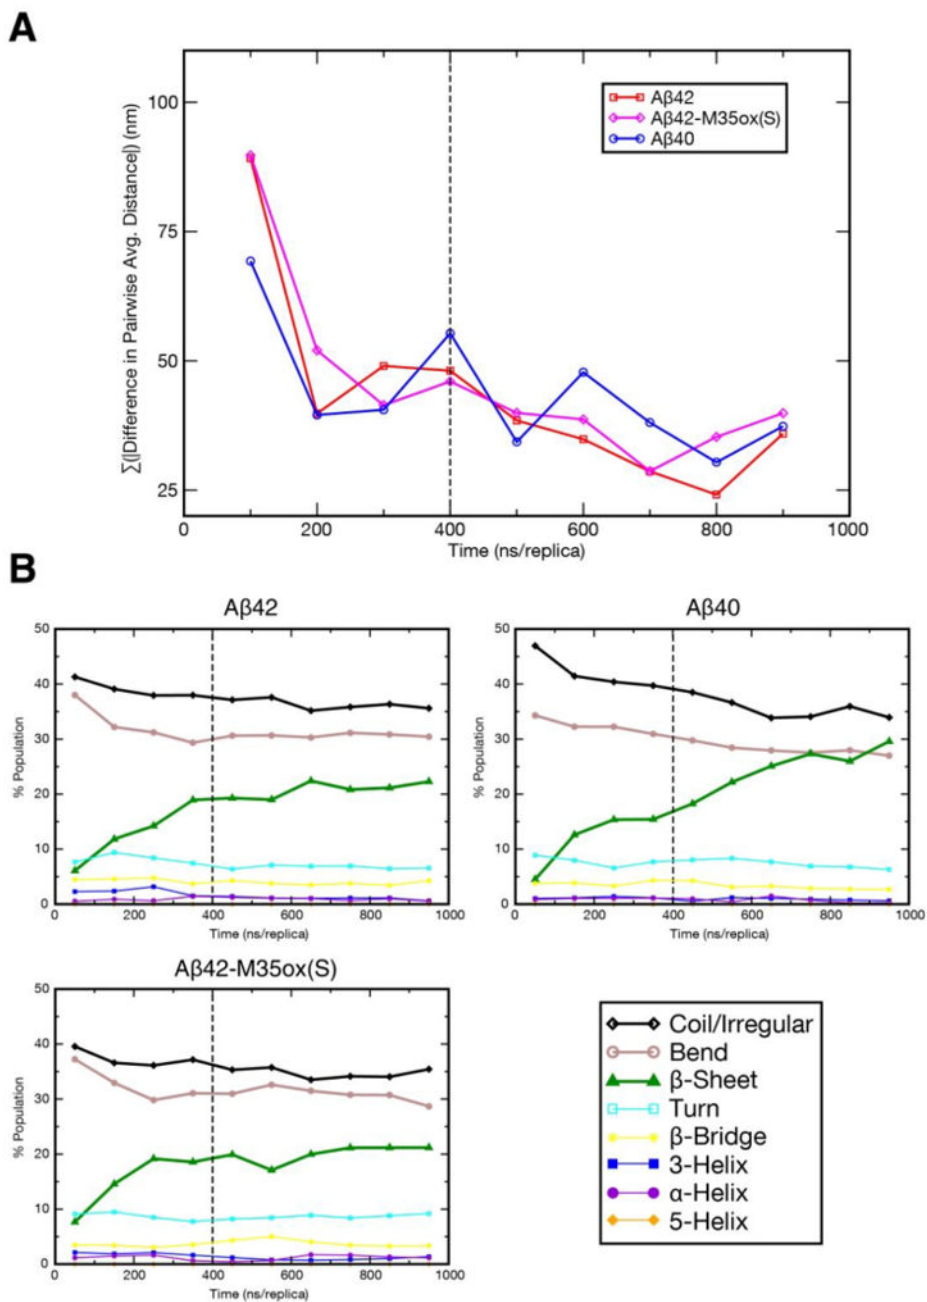 A
∑(|Difference in Pairwise Avg. Distance|) (nm)
100
75
50
25
Aβ42
Aβ42-M35ox(S)
Aβ40
0 200 400 600 800 1000
Time (ns/replica)
B
Aβ42
% Population
50
40
30
20
10
0
0 200 400 600 800 1000
Time (ns/replica)
Aβ40
% Population
50
40
30
20
10
0
0 200 400 600 800 1000
Time (ns/replica)
Aβ42-M35ox(S)
% Population
50
40
30
20
10
0
0 200 400 600 800 1000
Time (ns/replica)
Coil/Irregular
Bend
β-Sheet
Turn
β-Bridge
3-Helix
α-Helix
5-Helix